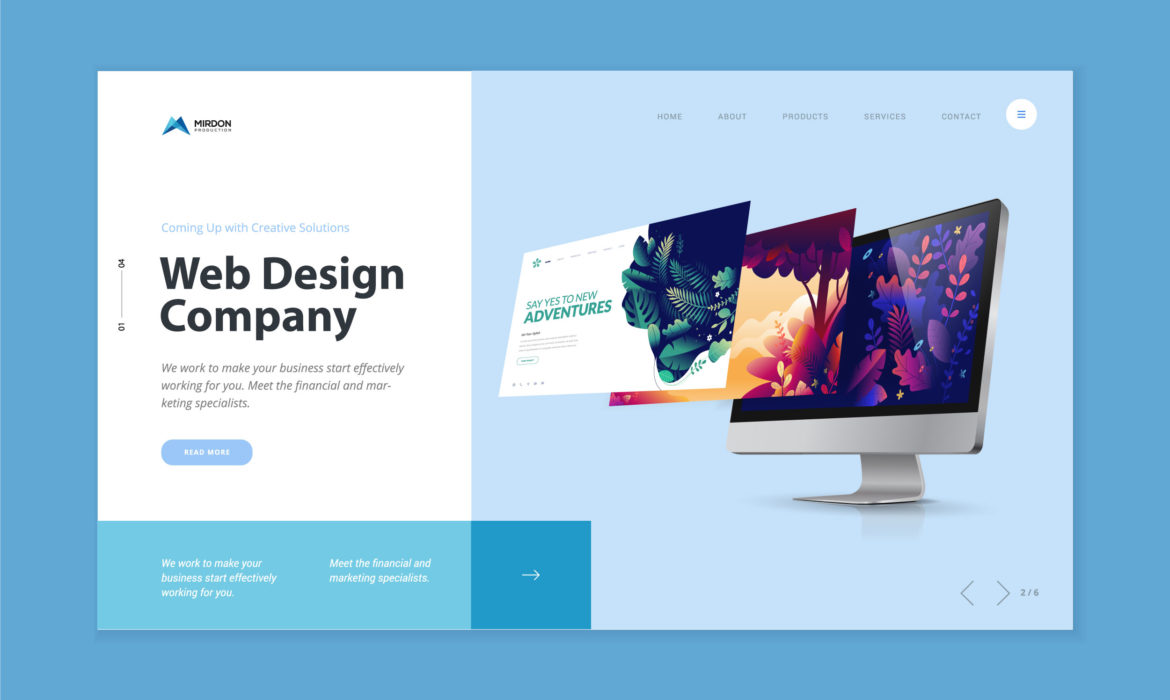 MIRDON
PRODUCTION
HOME ABOUT PRODUCTS SERVICES CONTACT
Coming Up with Creative Solutions
04
01
Web Design
Company
We work to make your business start effectively
working for you. Meet the financial and mar-
keting specialists.
READ MORE
SAY YES TO NEW
ADVENTURES
We work to make your
business start effectively
working for you.
Meet the financial and
marketing specialists.
2 / 6